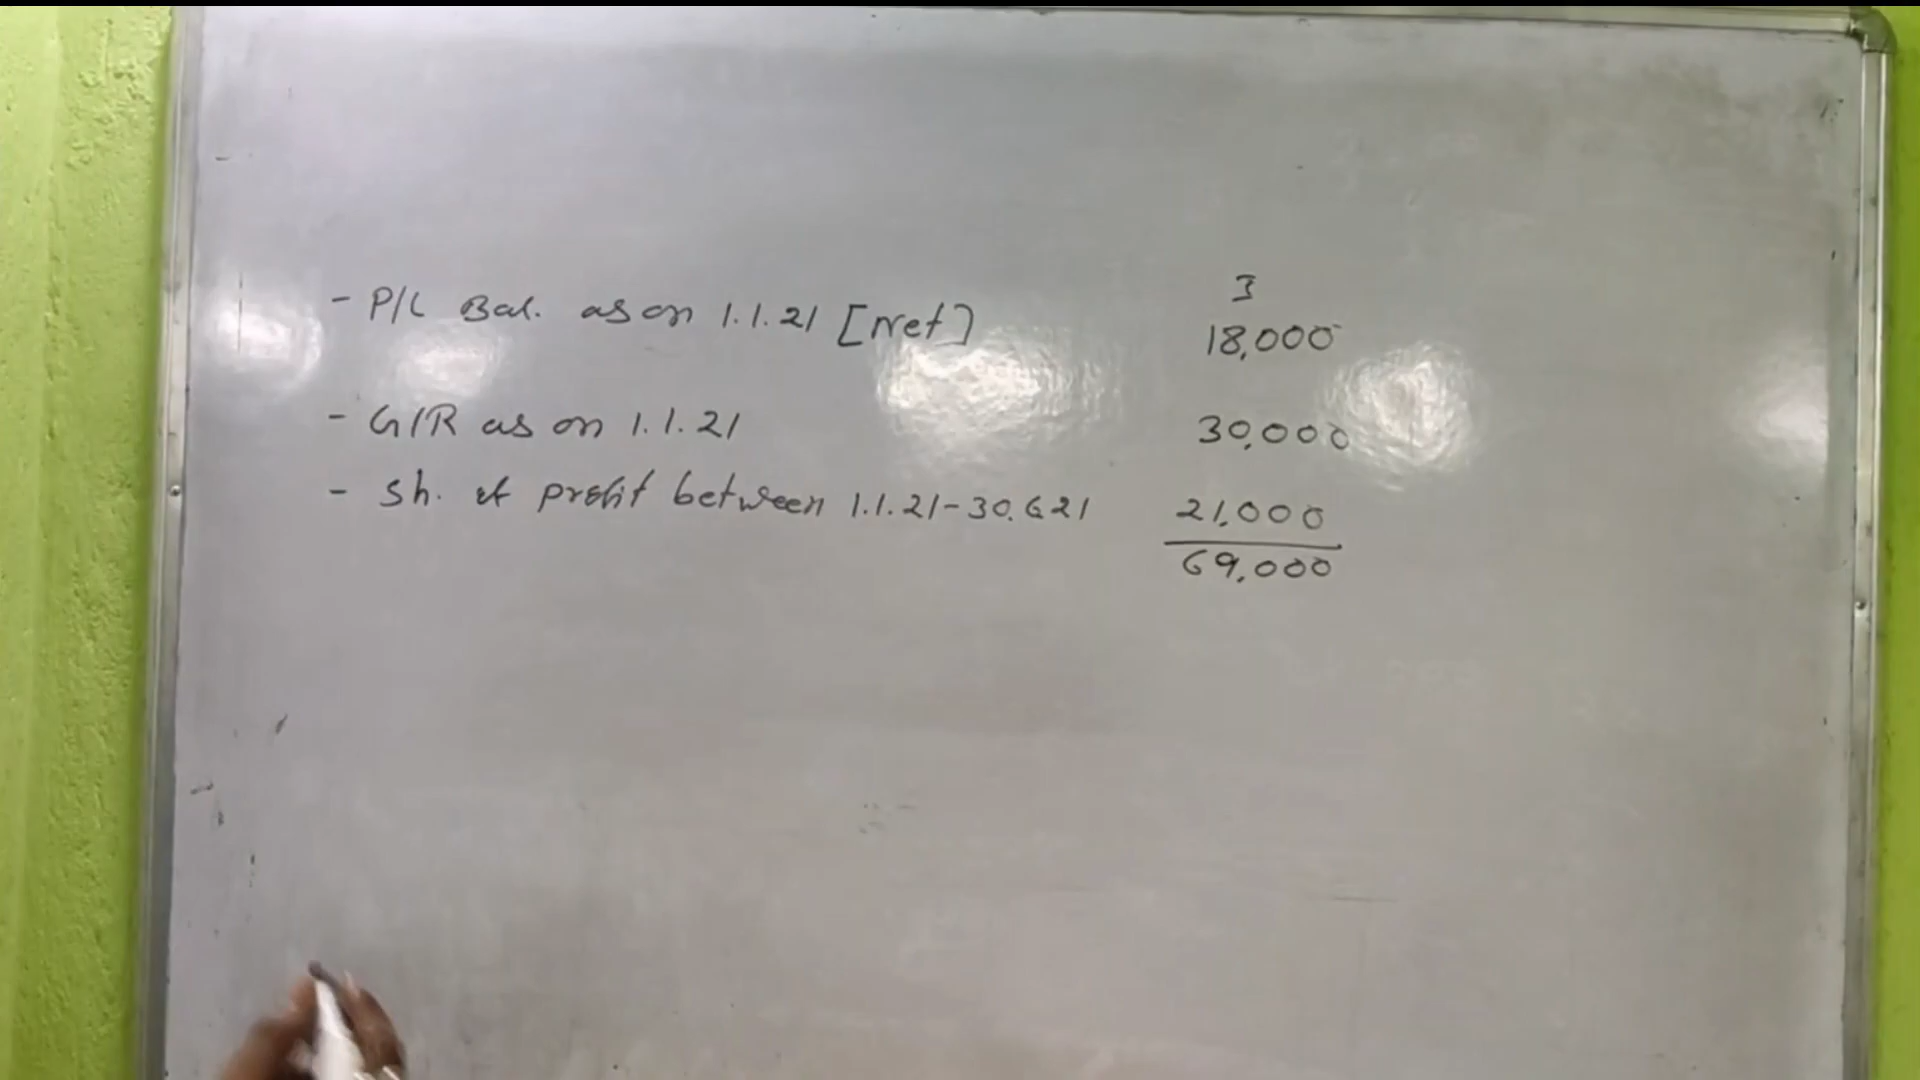 3
- P/L Bal. as on 1.1.21 [Net] 18,000
- G/R as on 1.1.21 30,000
- Sh. of profit between 1.1.21-30.6.21 21,000
69,000